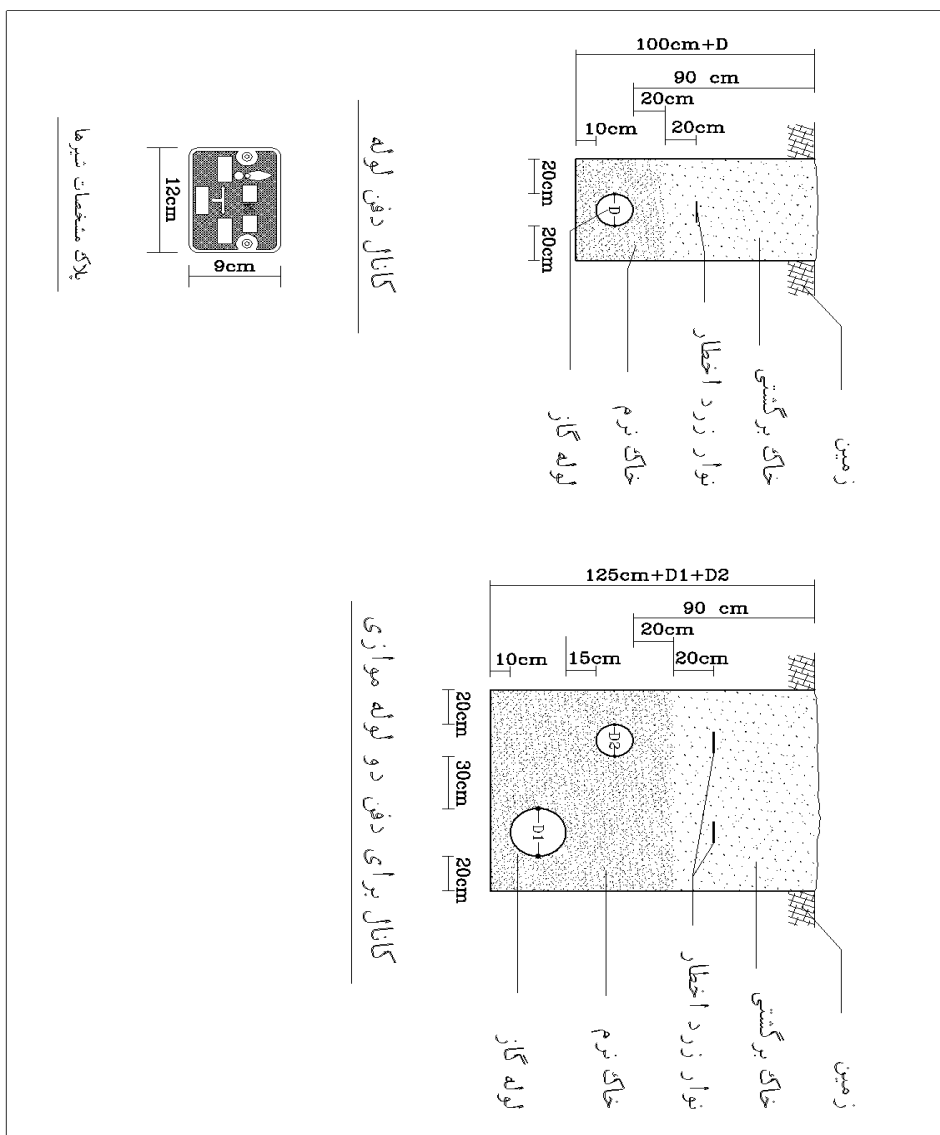 100cm+D
90 cm
20cm
20cm
10cm
20cm
20cm
D
زمین
خاک برگشتی
نوار زرد اخطار
خاک نرم
لوله گاز
کانال دفن لوله
12cm
9cm
پلاک مشخصات شیرها
125cm+D1+D2
90 cm
20cm
20cm
15cm
10cm
20cm
30cm
20cm
D2
D1
زمین
خاک برگشتی
نوار زرد اخطار
خاک نرم
لوله گاز
کانال برای دفن دو لوله موازی